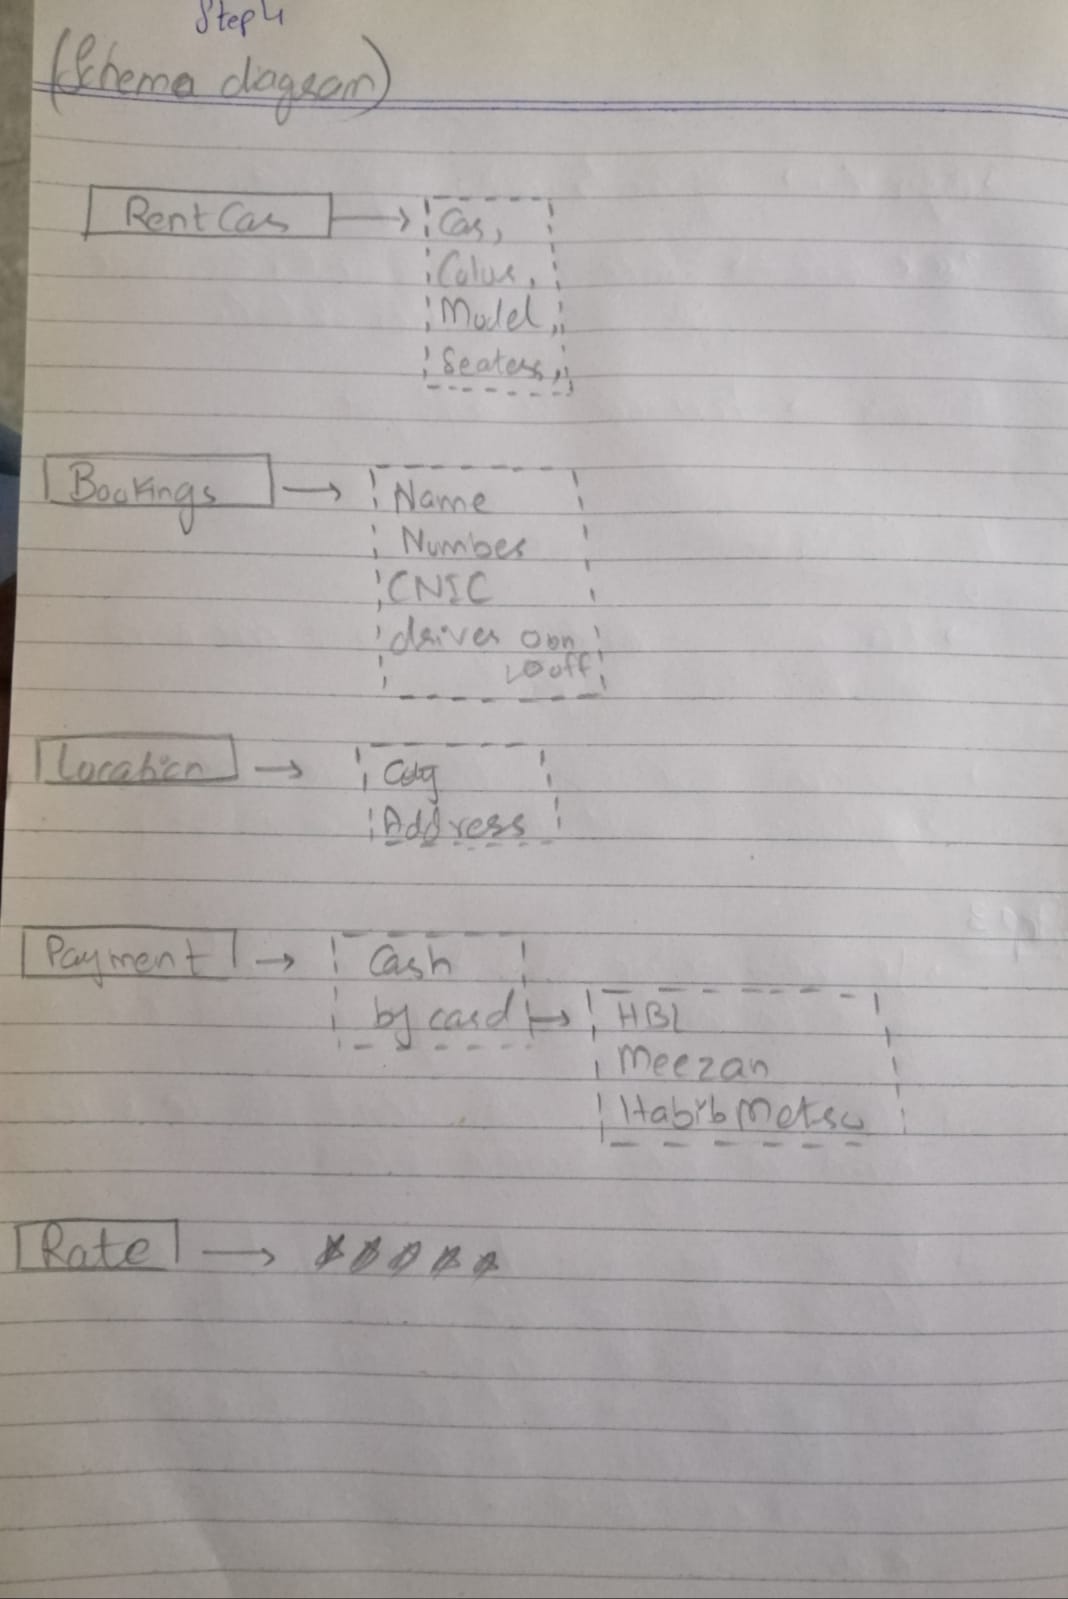 Step 4
(Schema diagram)
Rent Car → Car,
Colur,
Model,
Seaters,
Bookings → Name
Number
CNIC
driver on
off
Location → City
Address
Payment → Cash
by card → HBL
Meezan
Habib Metro
Rate →